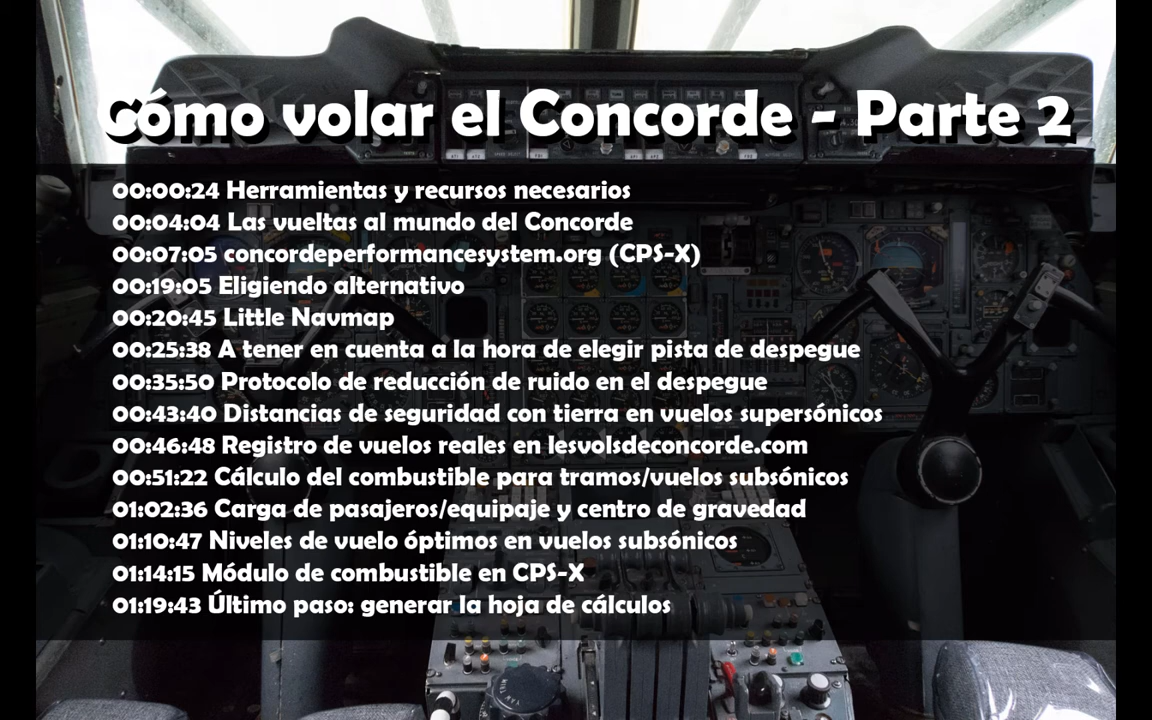 Cómo volar el Concorde - Parte 2
00:00:24 Herramientas y recursos necesarios
00:04:04 Las vueltas al mundo del Concorde
00:07:05 concordeperformancesystem.org (CPS-X)
00:19:05 Eligiendo alternativo
00:20:45 Little Navmap
00:25:38 A tener en cuenta a la hora de elegir pista de despegue
00:35:50 Protocolo de reducción de ruido en el despegue
00:43:40 Distancias de seguridad con tierra en vuelos supersónicos
00:46:48 Registro de vuelos reales en lesvolsdeconcorde.com
00:51:22 Cálculo del combustible para tramos/vuelos subsónicos
01:02:36 Carga de pasajeros/equipaje y centro de gravedad
01:10:47 Niveles de vuelo óptimos en vuelos subsónicos
01:14:15 Módulo de combustible en CPS-X
01:19:43 Último paso: generar la hoja de cálculos